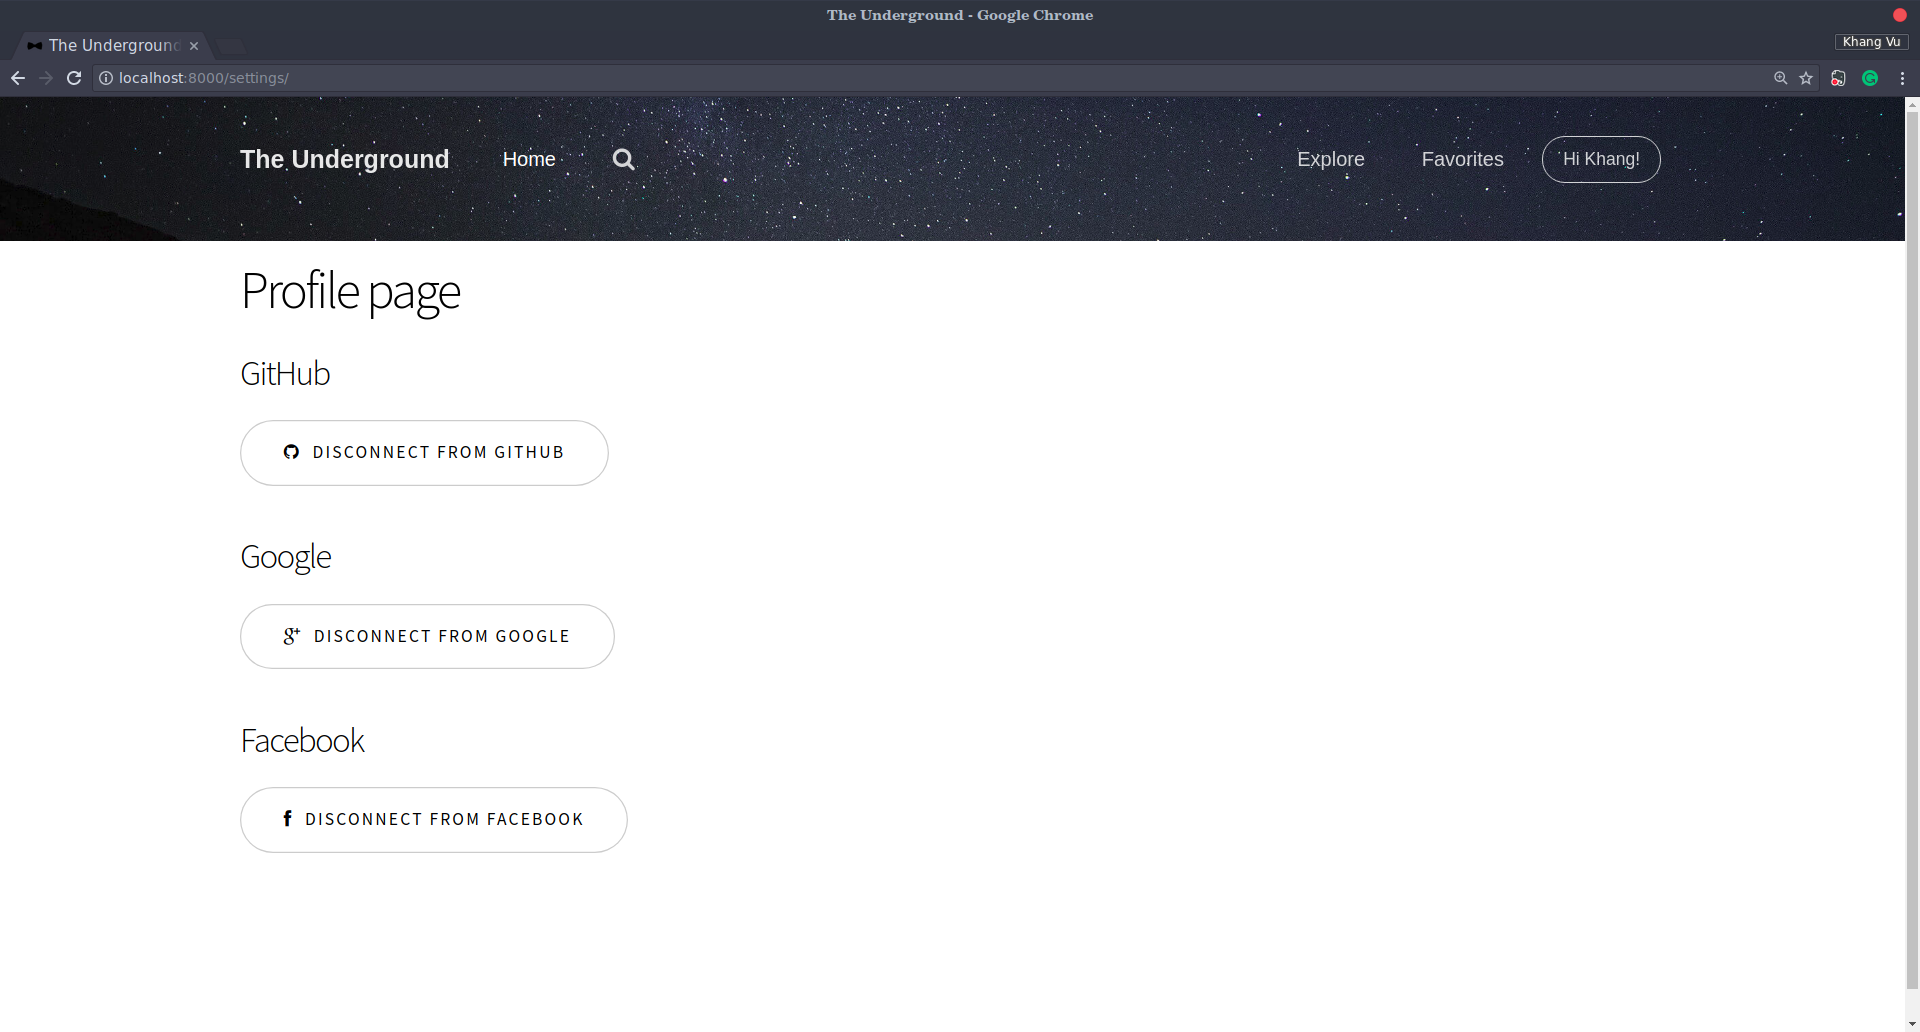 The Underground - Google Chrome
The Underground
Khang Vu
localhost:8000/settings/
The Underground Home Explore Favorites Hi Khang!
Profile page
GitHub
DISCONNECT FROM GITHUB
Google
DISCONNECT FROM GOOGLE
Facebook
DISCONNECT FROM FACEBOOK